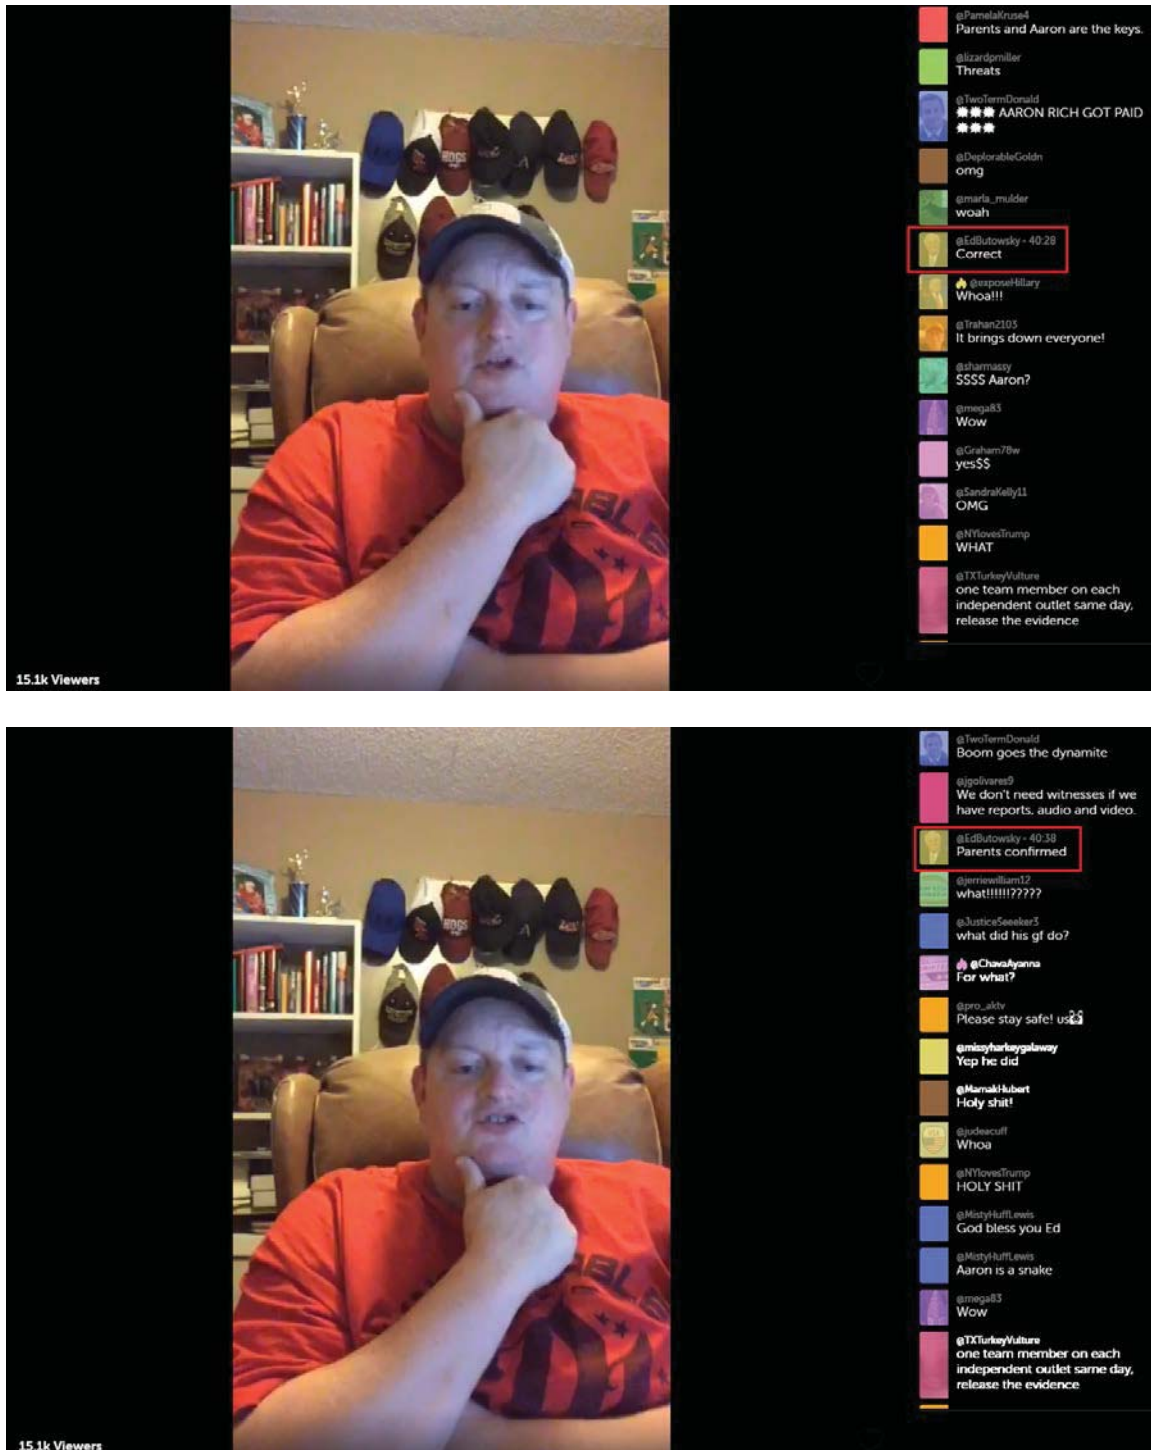 @PamelaKruse4
Parents and Aaron are the keys.
@lizardpmiller
Threats
@TwoTermDonald
✹✹✹ AARON RICH GOT PAID
✹✹✹
@DeplorableGoldn
omg
@marla_mulder
woah
@EdButowsky - 40:28
Correct
@exposeHillary
Whoa!!!
@Trahan2103
It brings down everyone!
@sharmassy
SSSS Aaron?
@mega83
Wow
@Graham78w
yes$$
@SandraKelly11
OMG
@NYlovesTrump
WHAT
@TXTurkeyVulture
one team member on each
independent outlet same day,
release the evidence
HOGS
15.1k Viewers
@TwoTermDonald
Boom goes the dynamite
@jgolivares9
We don't need witnesses if we
have reports, audio and video.
@EdButowsky - 40:38
Parents confirmed
@jerriewilliam12
what!!!!!!?????
@JusticeSeeeker3
what did his gf do?
@ChavaAyanna
For what?
@pro_aktv
Please stay safe! us
@missyharkeygalaway
Yep he did
@MamakHubert
Holy shit!
@judeacuff
Whoa
@NYlovesTrump
HOLY SHIT
@MistyHuffLewis
God bless you Ed
@MistyHuffLewis
Aaron is a snake
@mega83
Wow
@TXTurkeyVulture
one team member on each
independent outlet same day,
release the evidence
HOGS
15.1k Viewers